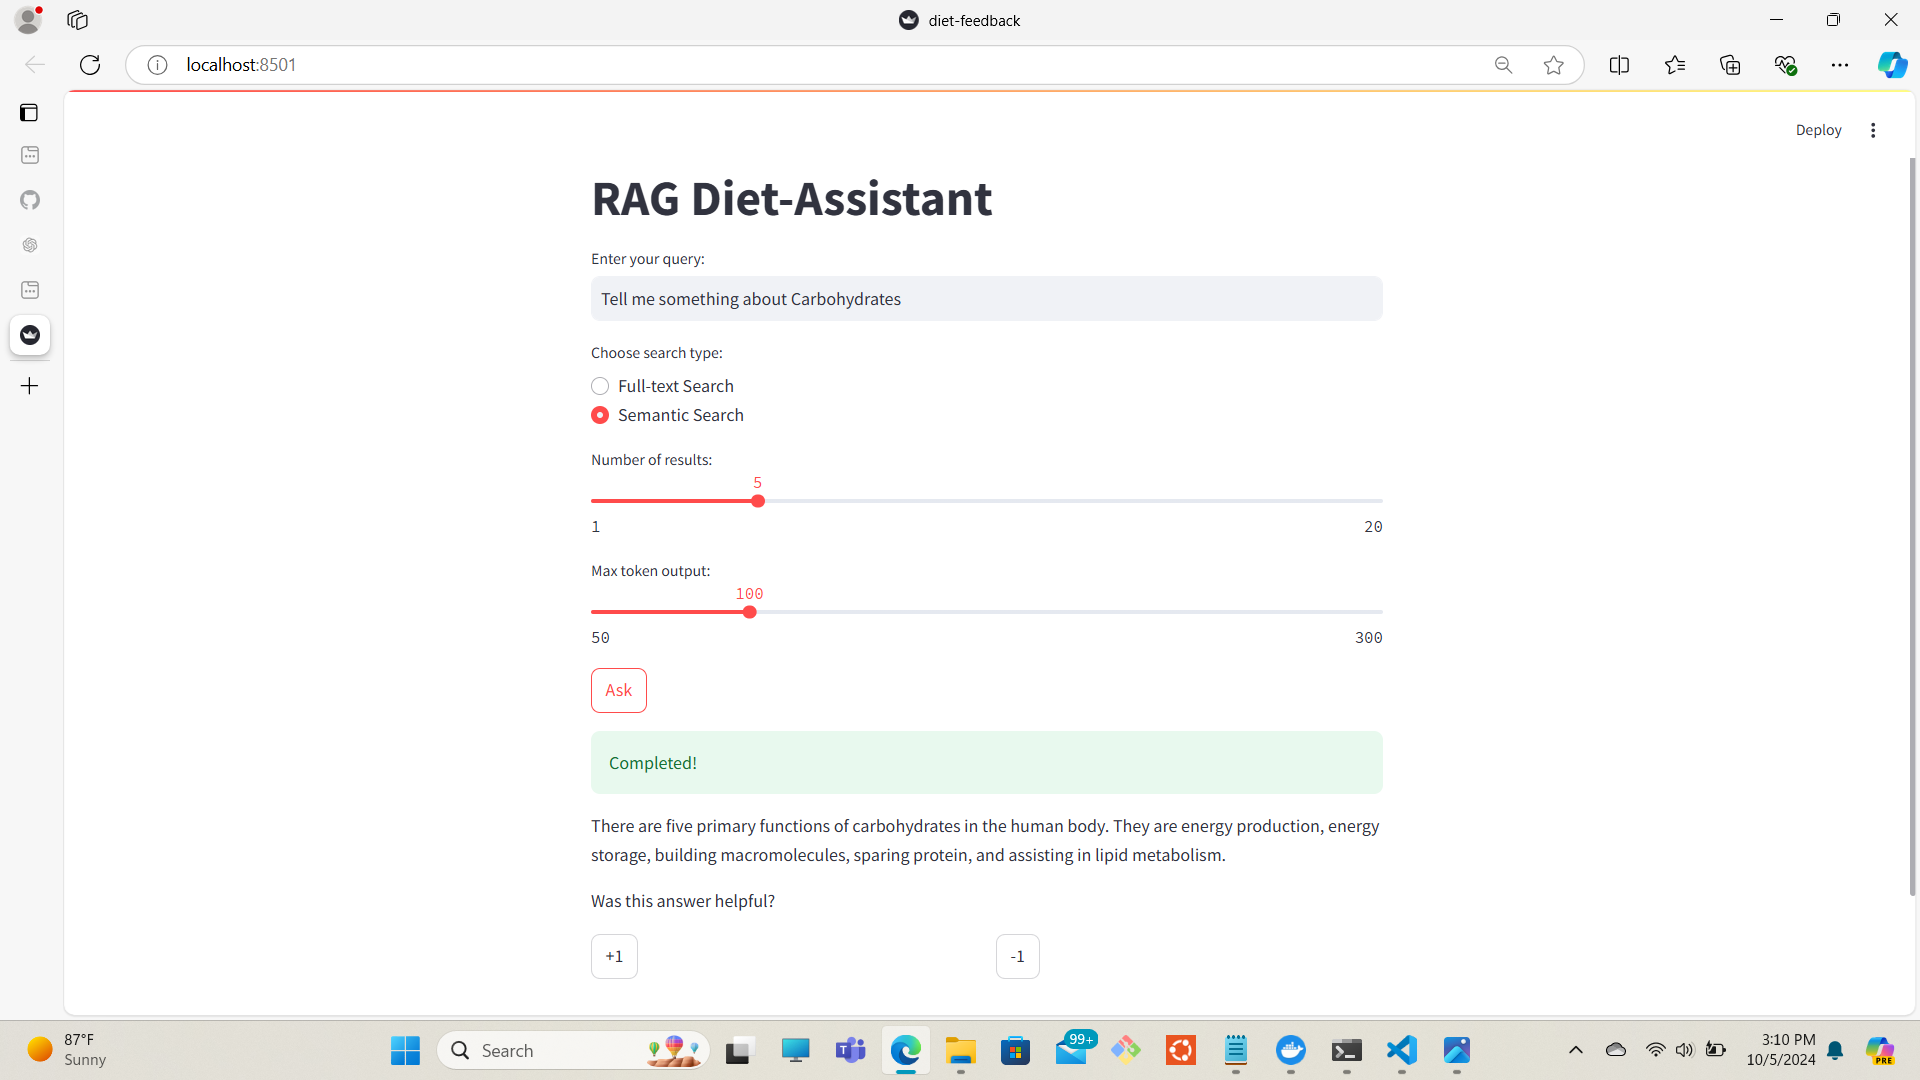 diet-feedback
localhost:8501
Deploy
RAG Diet-Assistant
Enter your query:
Tell me something about Carbohydrates
Choose search type:
Full-text Search
Semantic Search
Number of results:
5
1 20
Max token output:
100
50 300
Ask
Completed!
There are five primary functions of carbohydrates in the human body. They are energy production, energy
storage, building macromolecules, sparing protein, and assisting in lipid metabolism.
Was this answer helpful?
+1 -1
87°F
Sunny
Search
99+
3:10 PM
10/5/2024
PRE